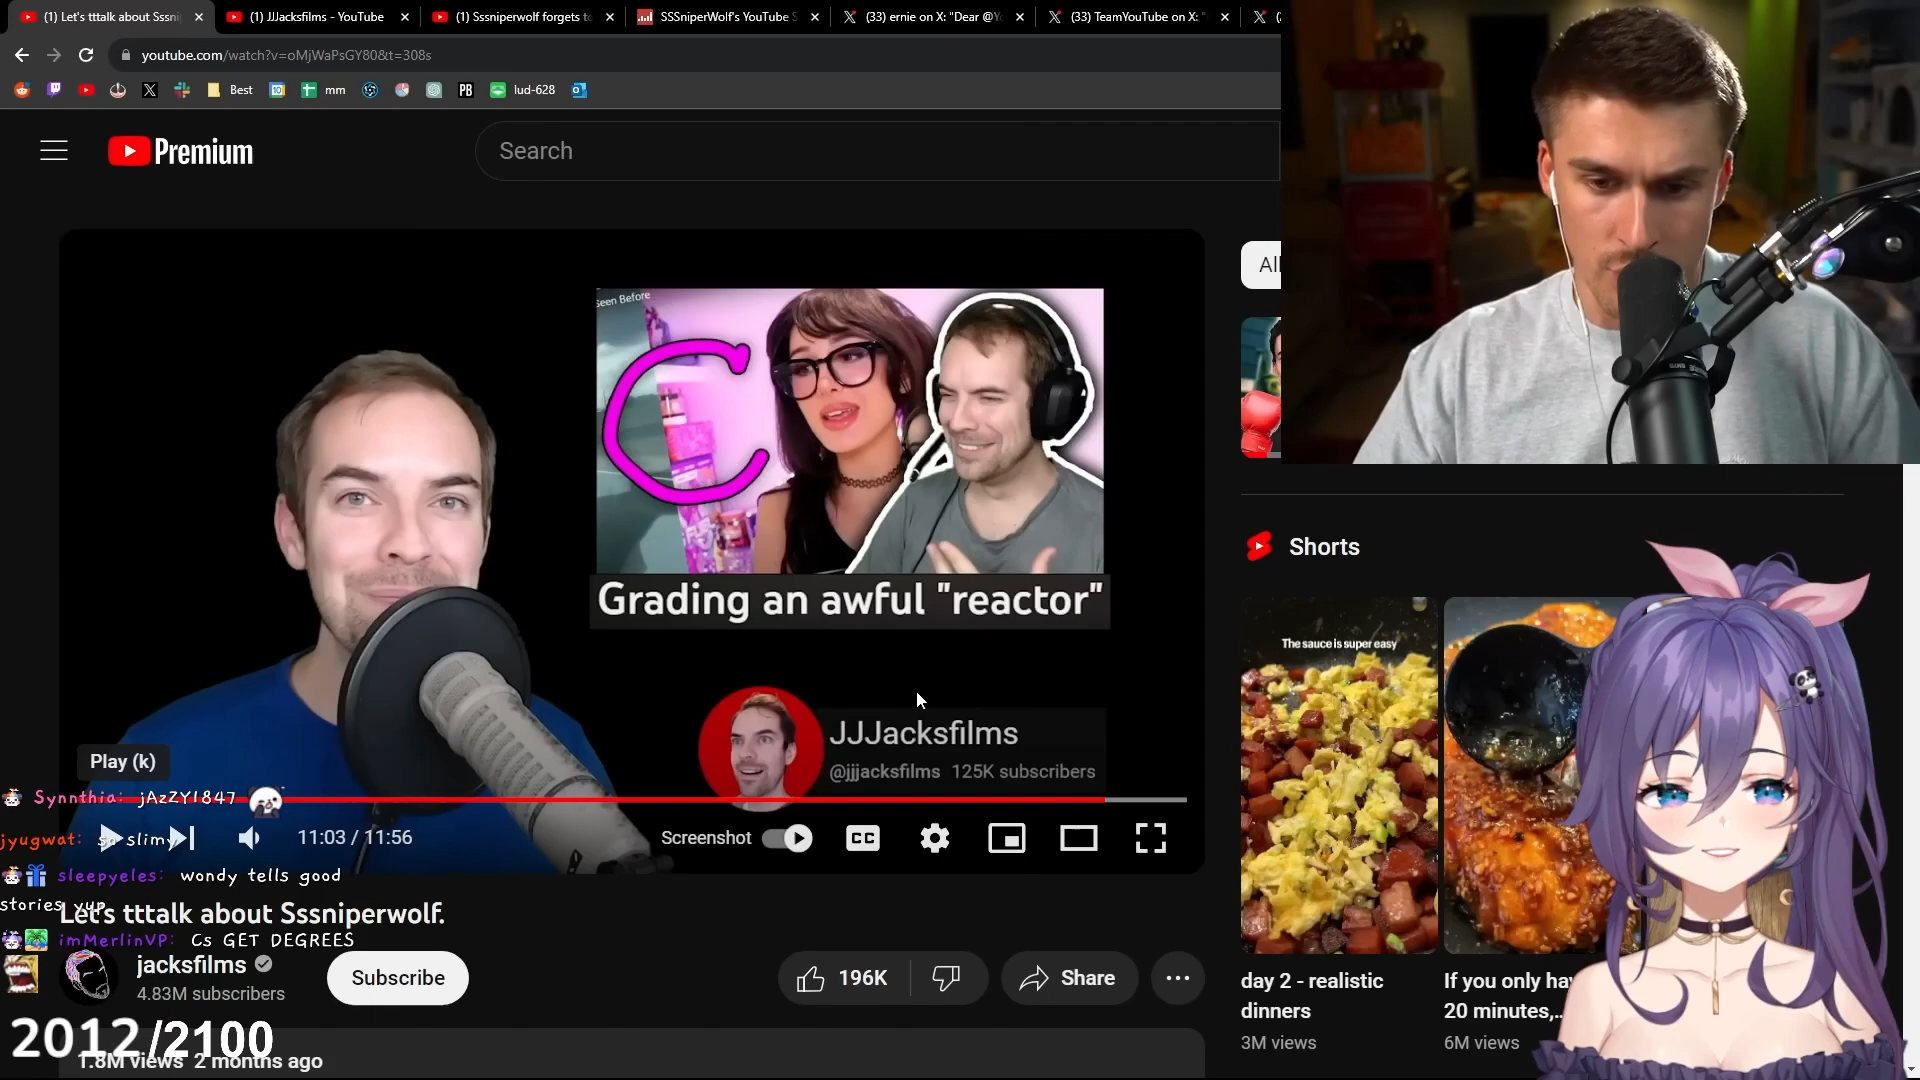 (1) Let's tttalk about Sssni
(1) JJJacksfilms - YouTube
(1) Sssniperwolf forgets to
SSSniperWolf's YouTube S
(33) ernie on X: "Dear @Y
(33) TeamYouTube on X: "
youtube.com/watch?v=oMjWaPsGY80&t=308s
Best
mm
PB
lud-628
Premium
Search
All
Seen Before
C
Grading an awful "reactor"
JJJacksfilms
@jjjacksfilms 125K subscribers
Play (k)
Synnthia: jAzZY1847
jyugwat: so slimy
11:03 / 11:56
Screenshot
CC
sleepyeles: wondy tells good
stories yup
Let's tttalk about Sssniperwolf.
imMerlinVP: Cs GET DEGREES
jacksfilms
4.83M subscribers
Subscribe
196K
Share
2012/2100
1.8M views 2 months ago
Shorts
The sauce is super easy
day 2 - realistic
dinners
3M views
If you only ha
20 minutes,...
6M views